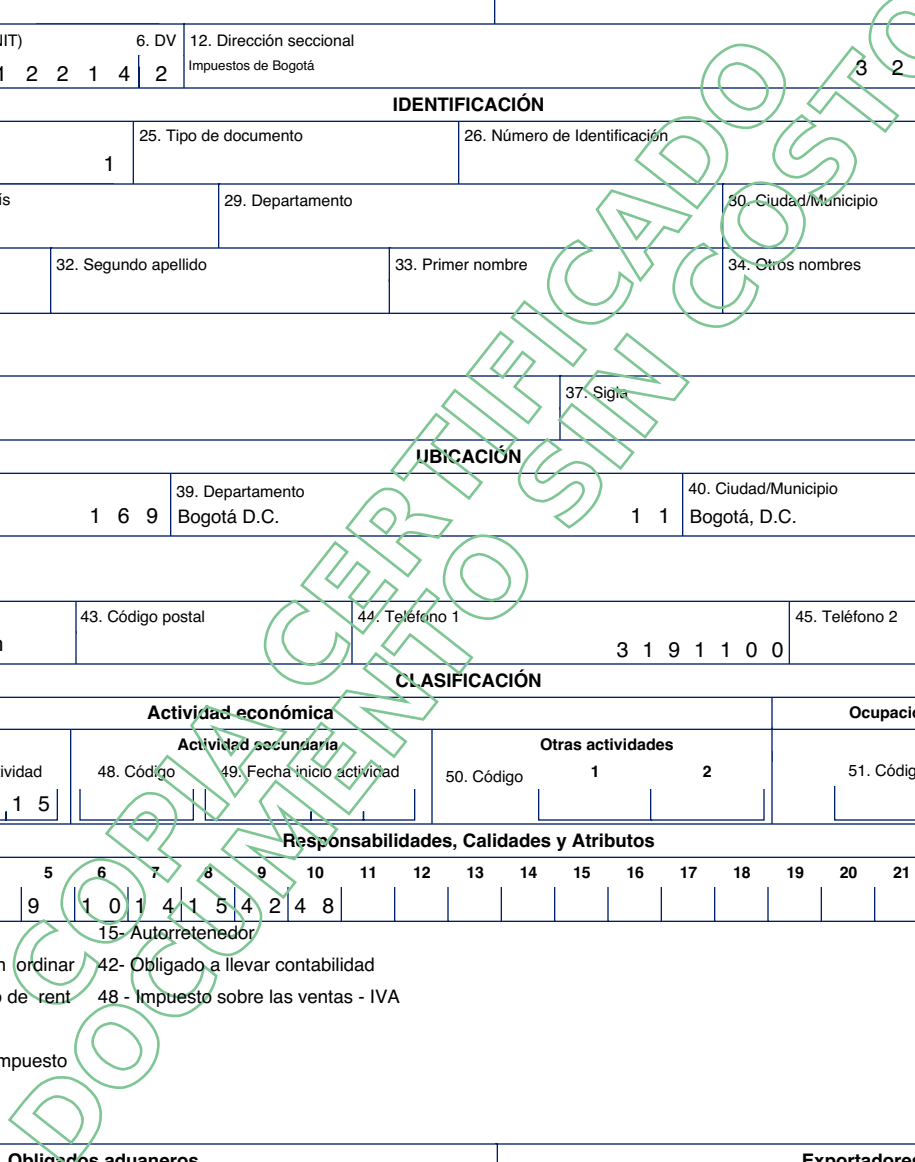 NIT) 6. DV 12. Dirección seccional
1 2 2 1 4 2 Impuestos de Bogotá 3 2
IDENTIFICACIÓN
25. Tipo de documento 26. Número de Identificación
1
ís 29. Departamento 30. Ciudad/Municipio
32. Segundo apellido 33. Primer nombre 34. Otros nombres
37. Sigla
UBICACIÓN
39. Departamento 40. Ciudad/Municipio
1 6 9 Bogotá D.C. 1 1 Bogotá, D.C.
43. Código postal 44. Teléfono 1 45. Teléfono 2
3 1 9 1 1 0 0
CLASIFICACIÓN
Actividad económica Ocupació
Actividad secundaria Otras actividades
ividad 48. Código 49. Fecha inicio actividad 50. Código 1 2 51. Códig
1 5
Responsabilidades, Calidades y Atributos
5 6 7 8 9 10 11 12 13 14 15 16 17 18 19 20 21
9 1 0 1 4 1 5 4 2 4 8
15- Autorretenedor
ordinar 42- Obligado a llevar contabilidad
de rent 48 - Impuesto sobre las ventas - IVA
mpuesto
Obligados aduaneros Exportadores
COPIA CERTIFICADO
DOCUMENTO SIN COSTO